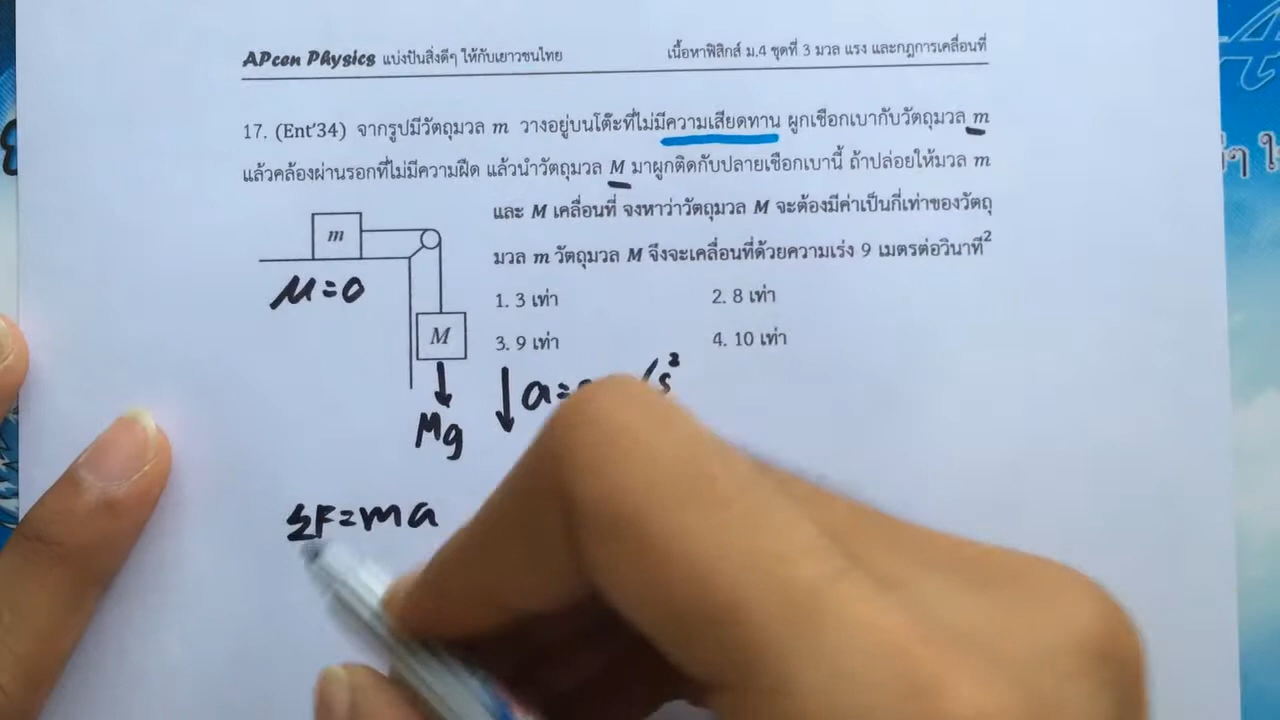 APcen Physics แบ่งปันสิ่งดีๆ ให้กับเยาวชนไทย เนื้อหาฟิสิกส์ ม.4 ชุดที่ 3 มวล แรง และกฎการเคลื่อนที่
17. (Ent'34) จากรูปมีวัตถุมวล m วางอยู่บนโต๊ะที่ไม่มีความเสียดทาน ผูกเชือกเบากับวัตถุมวล m
แล้วคล้องผ่านรอกที่ไม่มีความฝืด แล้วนำวัตถุมวล M มาผูกติดกับปลายเชือกเบานี้ ถ้าปล่อยให้มวล m
และ M เคลื่อนที่ จงหาว่าวัตถุมวล M จะต้องมีค่าเป็นกี่เท่าของวัตถุ
มวล m วัตถุมวล M จึงจะเคลื่อนที่ด้วยความเร่ง 9 เมตรต่อวินาที²
1. 3 เท่า 2. 8 เท่า
3. 9 เท่า 4. 10 เท่า
m
μ=0
M
Mg
a= /s²
ΣF=ma